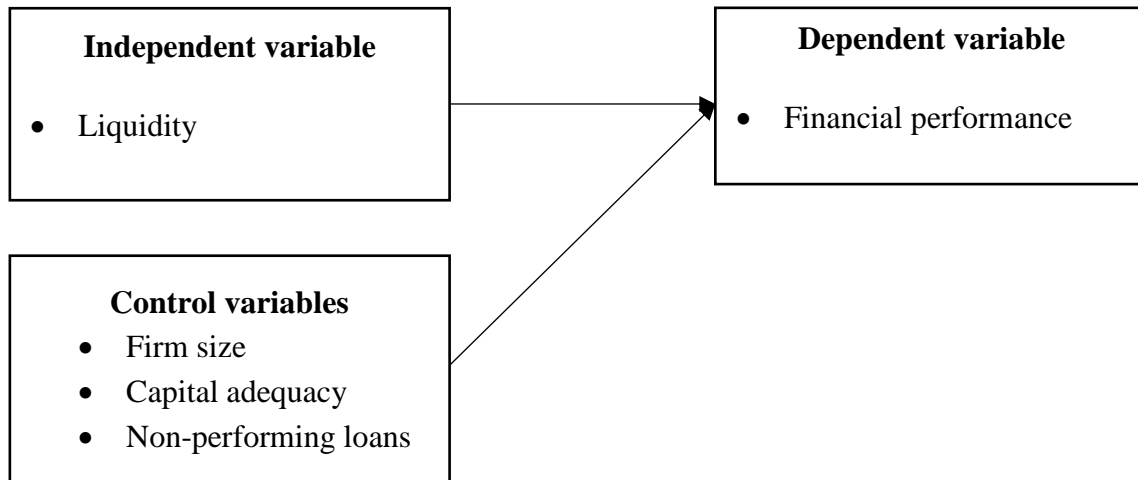 Independent variable
• Liquidity
Dependent variable
• Financial performance
Control variables
• Firm size
• Capital adequacy
• Non-performing loans